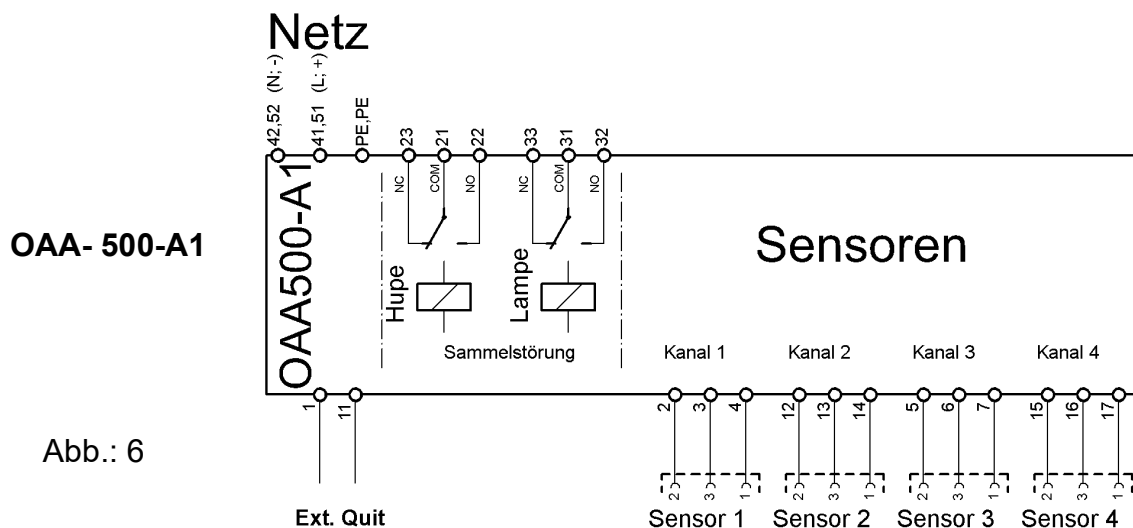 Netz
42,52 (N; -)
41,51 (L; +)
PE,PE
23
21
22
33
31
32
NC
COM
NO
NC
COM
NO
OAA- 500-A1
OAA500-A1
Hupe
Lampe
Sensoren
Sammelstörung
Kanal 1
Kanal 2
Kanal 3
Kanal 4
1
11
2
3
4
12
13
14
5
6
7
15
16
17
Abb.: 6
2
3
1
2
3
1
2
3
1
2
3
1
Ext. Quit
Sensor 1
Sensor 2
Sensor 3
Sensor 4